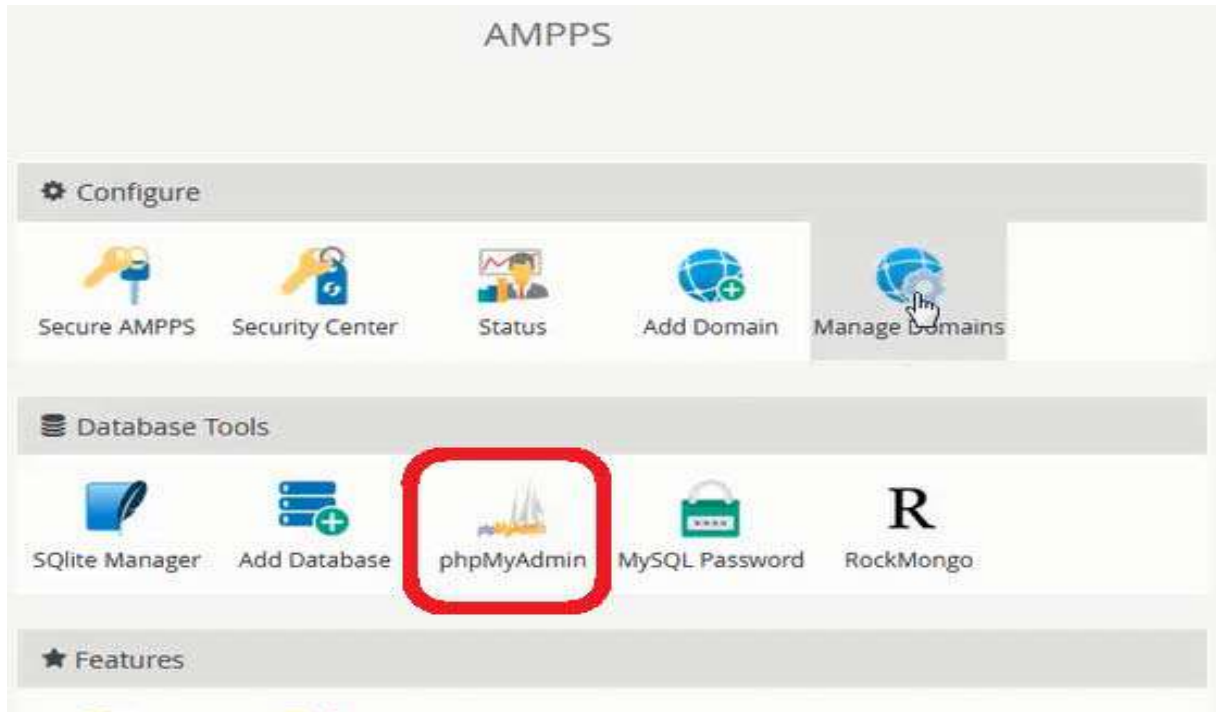 AMPPS
Configure
Secure AMPPS Security Center Status Add Domain Manage Domains
Database Tools
SQlite Manager Add Database phpMyAdmin MySQL Password RockMongo
Features